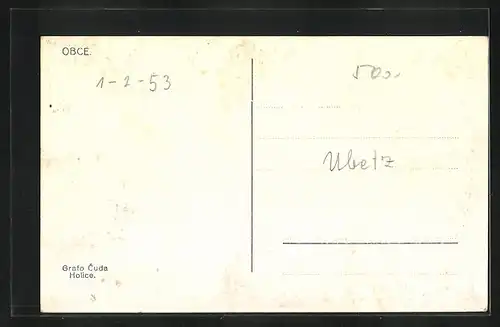 OBCE.
1-2-53
500.
Ubetz
Grafo Čuda
Holice.